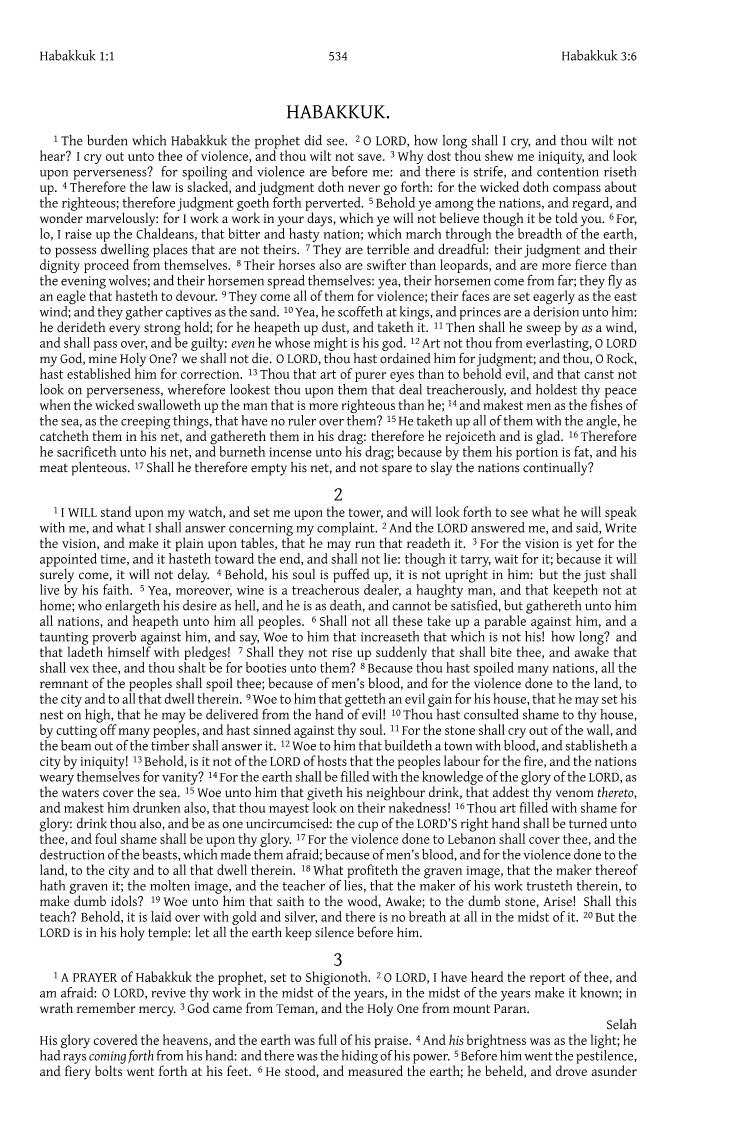 Habakkuk 1:1 534 Habakkuk 3:6
HABAKKUK.
1 The burden which Habakkuk the prophet did see. 2 O LORD, how long shall I cry, and thou wilt not
hear? I cry out unto thee of violence, and thou wilt not save. 3 Why dost thou shew me iniquity, and look
upon perverseness? for spoiling and violence are before me: and there is strife, and contention riseth
up. 4 Therefore the law is slacked, and judgment doth never go forth: for the wicked doth compass about
the righteous; therefore judgment goeth forth perverted. 5 Behold ye among the nations, and regard, and
wonder marvelously: for I work a work in your days, which ye will not believe though it be told you. 6 For,
lo, I raise up the Chaldeans, that bitter and hasty nation; which march through the breadth of the earth,
to possess dwelling places that are not theirs. 7 They are terrible and dreadful: their judgment and their
dignity proceed from themselves. 8 Their horses also are swifter than leopards, and are more fierce than
the evening wolves; and their horsemen spread themselves: yea, their horsemen come from far; they fly as
an eagle that hasteth to devour. 9 They come all of them for violence; their faces are set eagerly as the east
wind; and they gather captives as the sand. 10 Yea, he scoffeth at kings, and princes are a derision unto him:
he derideth every strong hold; for he heapeth up dust, and taketh it. 11 Then shall he sweep by as a wind,
and shall pass over, and be guilty: even he whose might is his god. 12 Art not thou from everlasting, O LORD
my God, mine Holy One? we shall not die. O LORD, thou hast ordained him for judgment; and thou, O Rock,
hast established him for correction. 13 Thou that art of purer eyes than to behold evil, and that canst not
look on perverseness, wherefore lookest thou upon them that deal treacherously, and holdest thy peace
when the wicked swalloweth up the man that is more righteous than he; 14 and makest men as the fishes of
the sea, as the creeping things, that have no ruler over them? 15 He taketh up all of them with the angle, he
catcheth them in his net, and gathereth them in his drag: therefore he rejoiceth and is glad. 16 Therefore
he sacrificeth unto his net, and burneth incense unto his drag; because by them his portion is fat, and his
meat plenteous. 17 Shall he therefore empty his net, and not spare to slay the nations continually?
2
1 I WILL stand upon my watch, and set me upon the tower, and will look forth to see what he will speak
with me, and what I shall answer concerning my complaint. 2 And the LORD answered me, and said, Write
the vision, and make it plain upon tables, that he may run that readeth it. 3 For the vision is yet for the
appointed time, and it hasteth toward the end, and shall not lie: though it tarry, wait for it; because it will
surely come, it will not delay. 4 Behold, his soul is puffed up, it is not upright in him: but the just shall
live by his faith. 5 Yea, moreover, wine is a treacherous dealer, a haughty man, and that keepeth not at
home; who enlargeth his desire as hell, and he is as death, and cannot be satisfied, but gathereth unto him
all nations, and heapeth unto him all peoples. 6 Shall not all these take up a parable against him, and a
taunting proverb against him, and say, Woe to him that increaseth that which is not his! how long? and
that ladeth himself with pledges! 7 Shall they not rise up suddenly that shall bite thee, and awake that
shall vex thee, and thou shalt be for booties unto them? 8 Because thou hast spoiled many nations, all the
remnant of the peoples shall spoil thee; because of men's blood, and for the violence done to the land, to
the city and to all that dwell therein. 9 Woe to him that getteth an evil gain for his house, that he may set his
nest on high, that he may be delivered from the hand of evil! 10 Thou hast consulted shame to thy house,
by cutting off many peoples, and hast sinned against thy soul. 11 For the stone shall cry out of the wall, and
the beam out of the timber shall answer it. 12 Woe to him that buildeth a town with blood, and stablisheth a
city by iniquity! 13 Behold, is it not of the LORD of hosts that the peoples labour for the fire, and the nations
weary themselves for vanity? 14 For the earth shall be filled with the knowledge of the glory of the LORD, as
the waters cover the sea. 15 Woe unto him that giveth his neighbour drink, that addest thy venom thereto,
and makest him drunken also, that thou mayest look on their nakedness! 16 Thou art filled with shame for
glory: drink thou also, and be as one uncircumcised: the cup of the LORD'S right hand shall be turned unto
thee, and foul shame shall be upon thy glory. 17 For the violence done to Lebanon shall cover thee, and the
destruction of the beasts, which made them afraid; because of men's blood, and for the violence done to the
land, to the city and to all that dwell therein. 18 What profiteth the graven image, that the maker thereof
hath graven it; the molten image, and the teacher of lies, that the maker of his work trusteth therein, to
make dumb idols? 19 Woe unto him that saith to the wood, Awake; to the dumb stone, Arise! Shall this
teach? Behold, it is laid over with gold and silver, and there is no breath at all in the midst of it. 20 But the
LORD is in his holy temple: let all the earth keep silence before him.
3
1 A PRAYER of Habakkuk the prophet, set to Shigionoth. 2 O LORD, I have heard the report of thee, and
am afraid: O LORD, revive thy work in the midst of the years, in the midst of the years make it known; in
wrath remember mercy. 3 God came from Teman, and the Holy One from mount Paran.
Selah
His glory covered the heavens, and the earth was full of his praise. 4 And his brightness was as the light; he
had rays coming forth from his hand: and there was the hiding of his power. 5 Before him went the pestilence,
and fiery bolts went forth at his feet. 6 He stood, and measured the earth; he beheld, and drove asunder